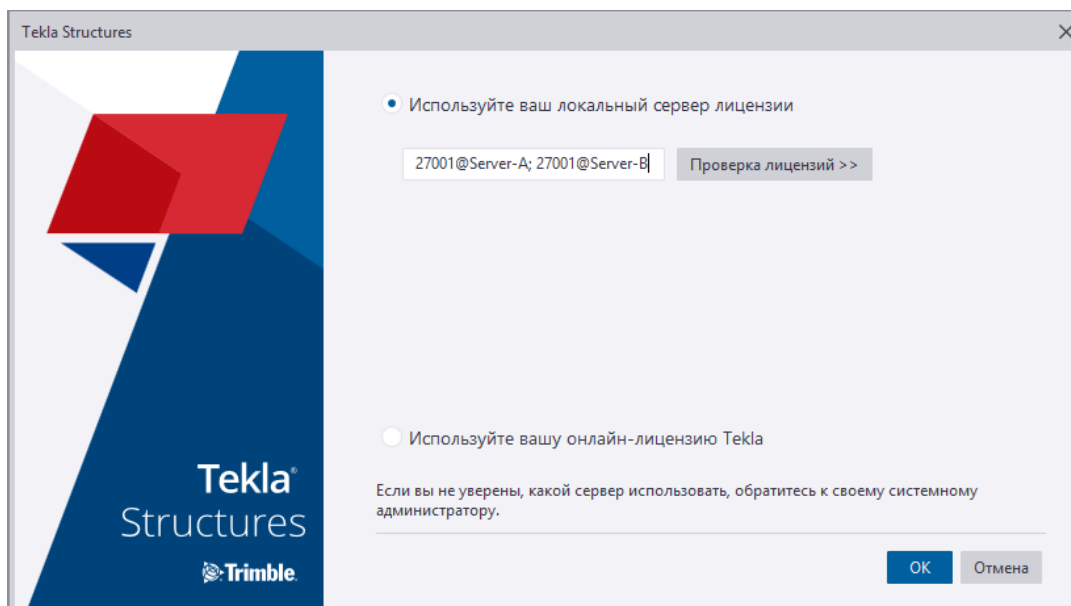 Tekla Structures
Используйте ваш локальный сервер лицензии
27001@Server-A; 27001@Server-B
Проверка лицензий >>
Используйте вашу онлайн-лицензию Tekla
Если вы не уверены, какой сервер использовать, обратитесь к своему системному
администратору.
Tekla®
Structures
Trimble.
OK
Отмена